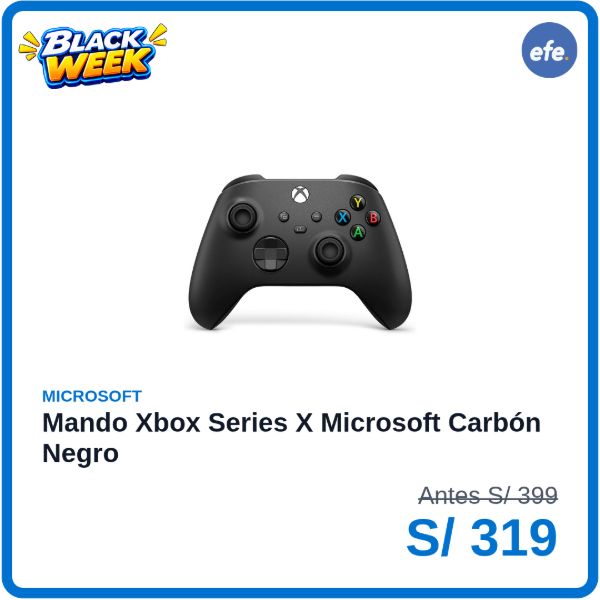 BLACK
WEEK
efe.
Y
X
B
A
MICROSOFT
Mando Xbox Series X Microsoft Carbón
Negro
Antes S/ 399
S/ 319